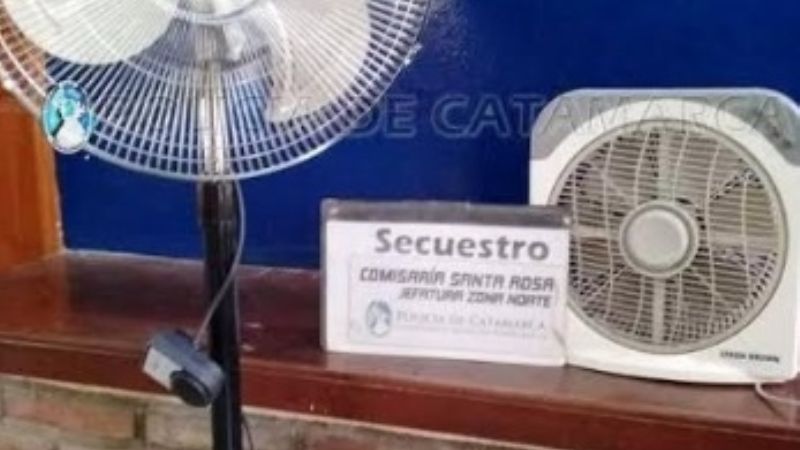 DE CATAMARCA
Secuestro
COMISARÍA SANTA ROSA
JEFATURA ZONA NORTE
POLICÍA DE CATAMARCA